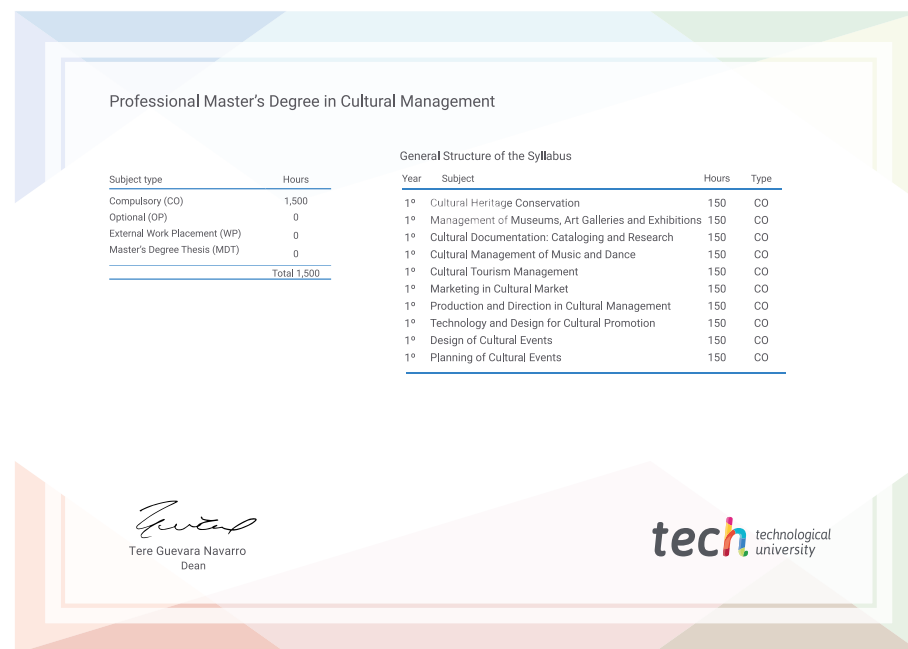 Professional Master's Degree in Cultural Management
Subject type Hours
Compulsory (CO) 1,500
Optional (OP) 0
External Work Placement (WP) 0
Master's Degree Thesis (MDT) 0
Total 1,500
General Structure of the Syllabus
Year Subject Hours Type
1º Cultural Heritage Conservation 150 CO
1º Management of Museums, Art Galleries and Exhibitions 150 CO
1º Cultural Documentation: Cataloging and Research 150 CO
1º Cultural Management of Music and Dance 150 CO
1º Cultural Tourism Management 150 CO
1º Marketing in Cultural Market 150 CO
1º Production and Direction in Cultural Management 150 CO
1º Technology and Design for Cultural Promotion 150 CO
1º Design of Cultural Events 150 CO
1º Planning of Cultural Events 150 CO
Tere Guevara Navarro
Dean
tech technological
university